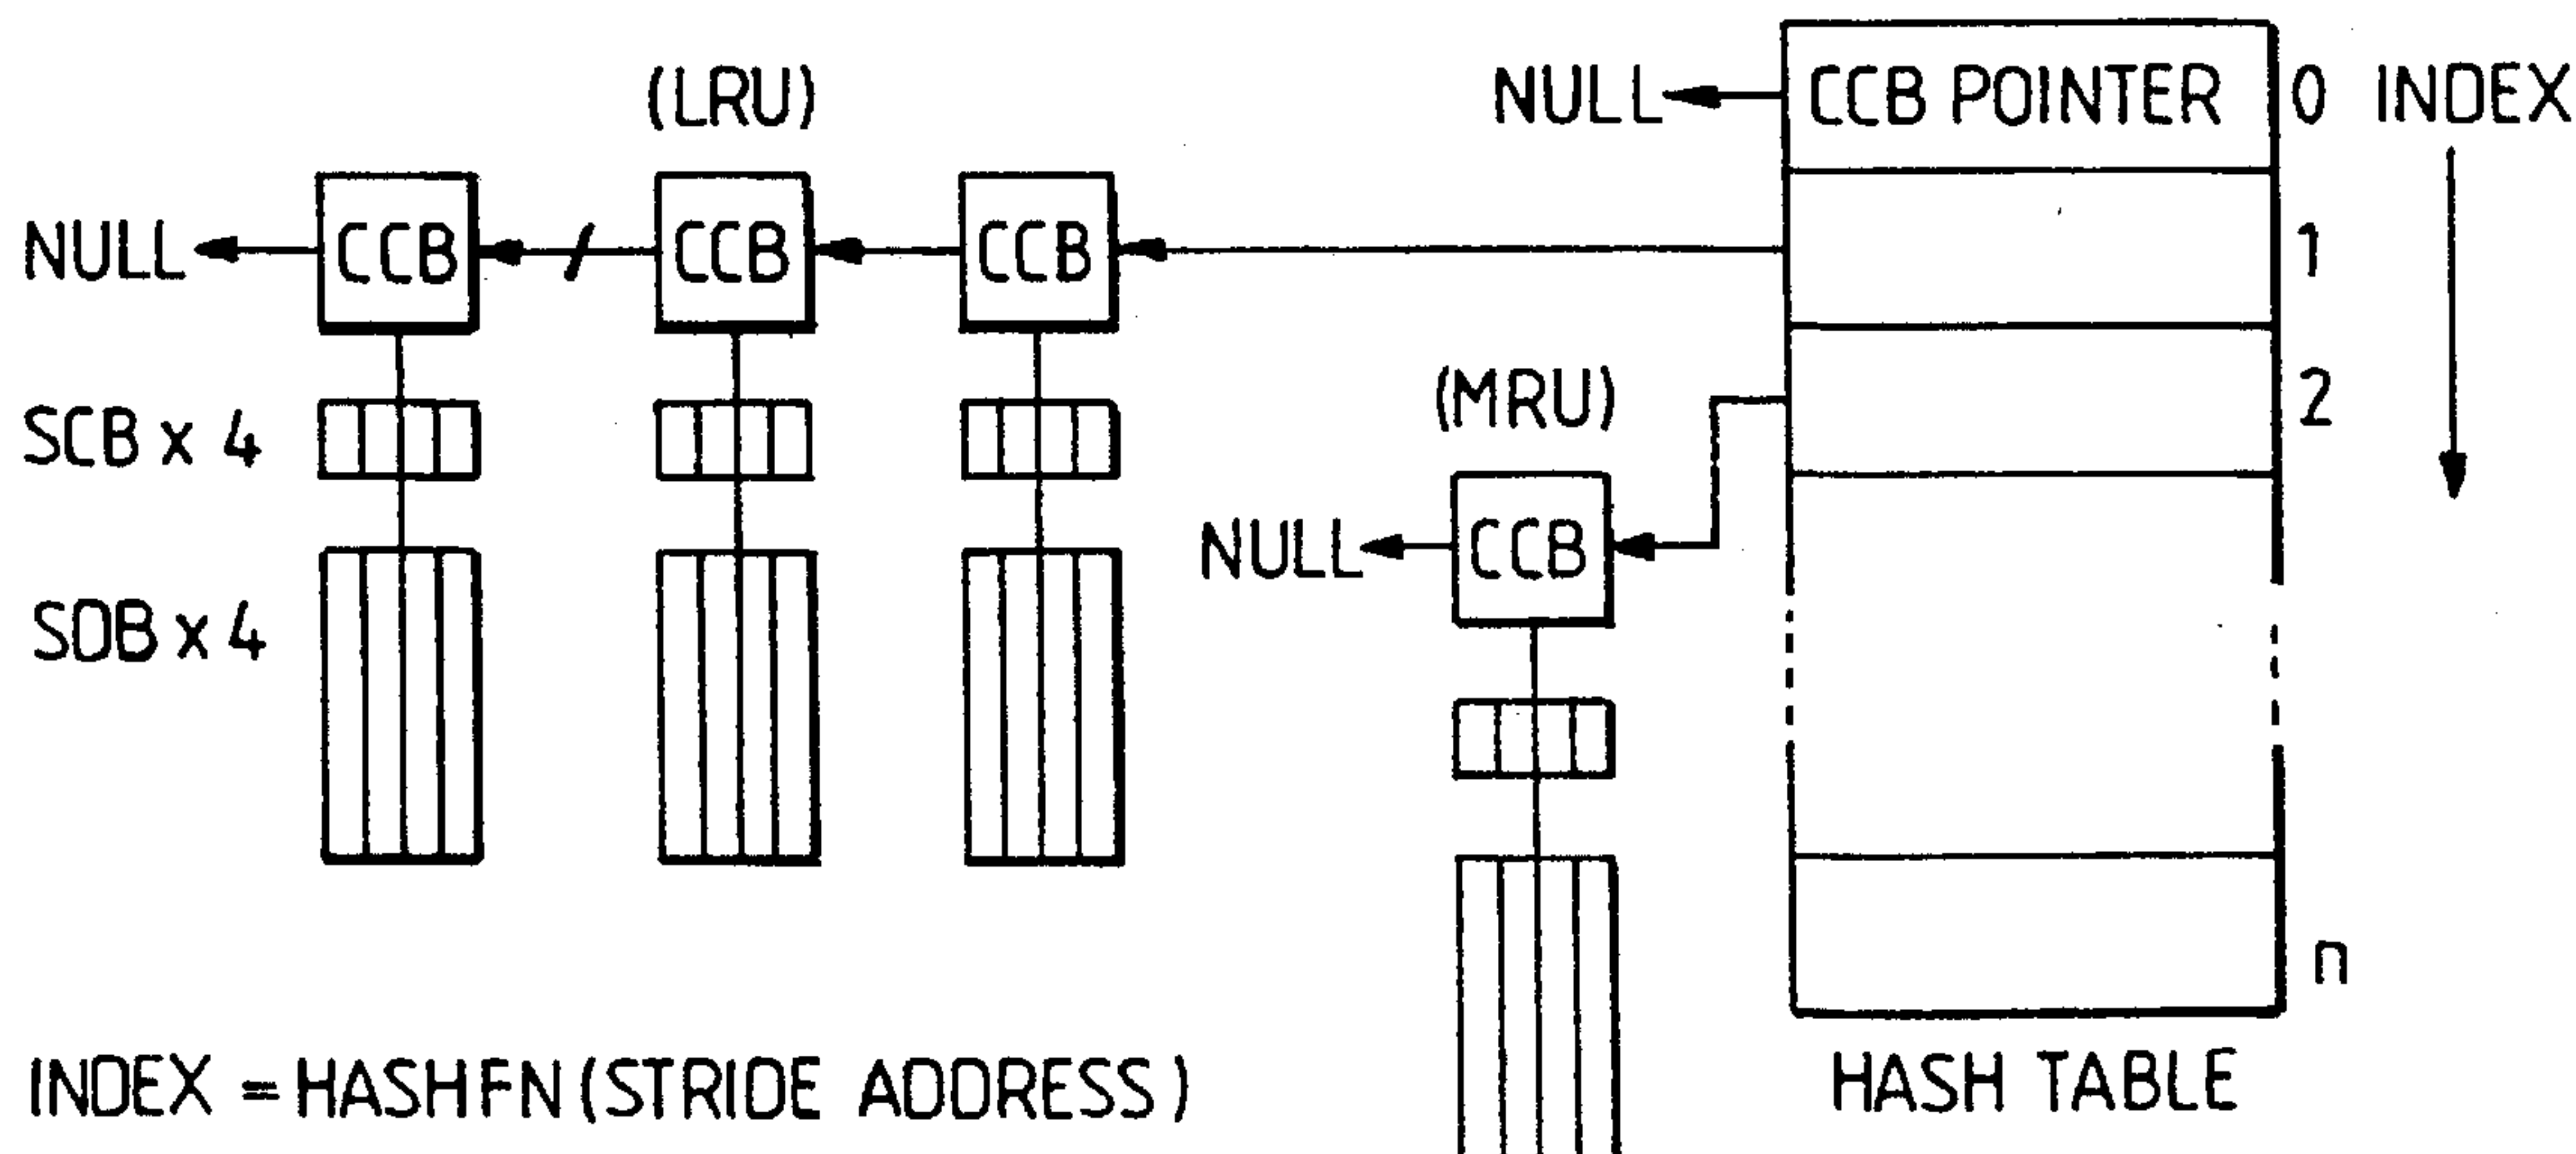 (LRU)
NULL
CCB POINTER
0
INDEX
NULL
CCB
CCB
CCB
1
(MRU)
2
SCB x 4
NULL
CCB
SOB x 4
n
INDEX = HASHFN (STRIDE ADDRESS)
HASH TABLE